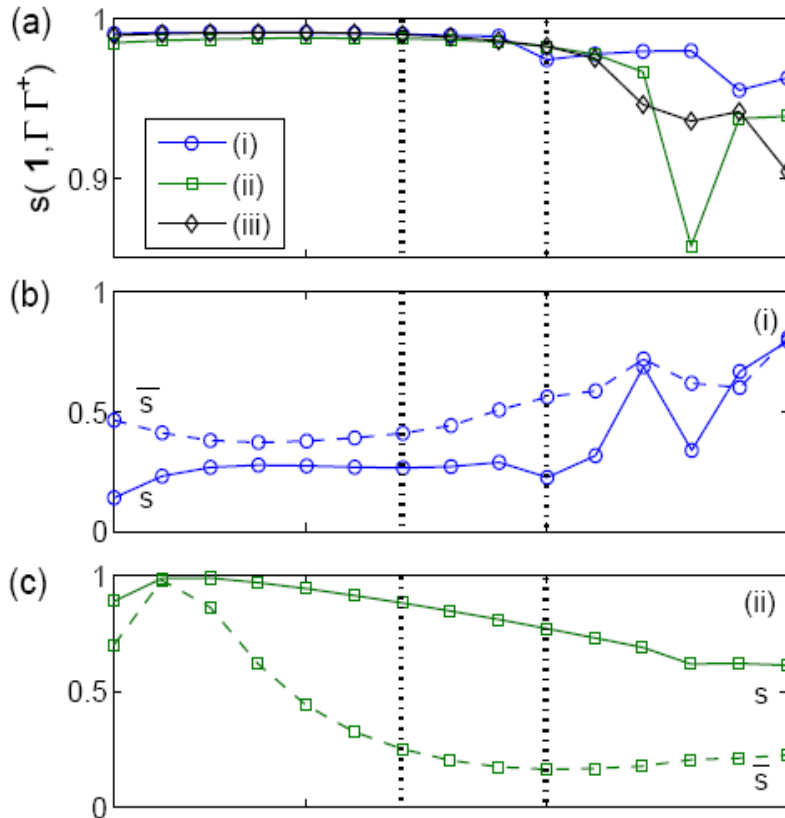 (a)
1
0.9
s(1,Γ Γ⁺)
(i)
(ii)
(iii)
(b)
1
0.5
0
(i)
s̅
s
(c)
1
0.5
0
(ii)
s
s̅